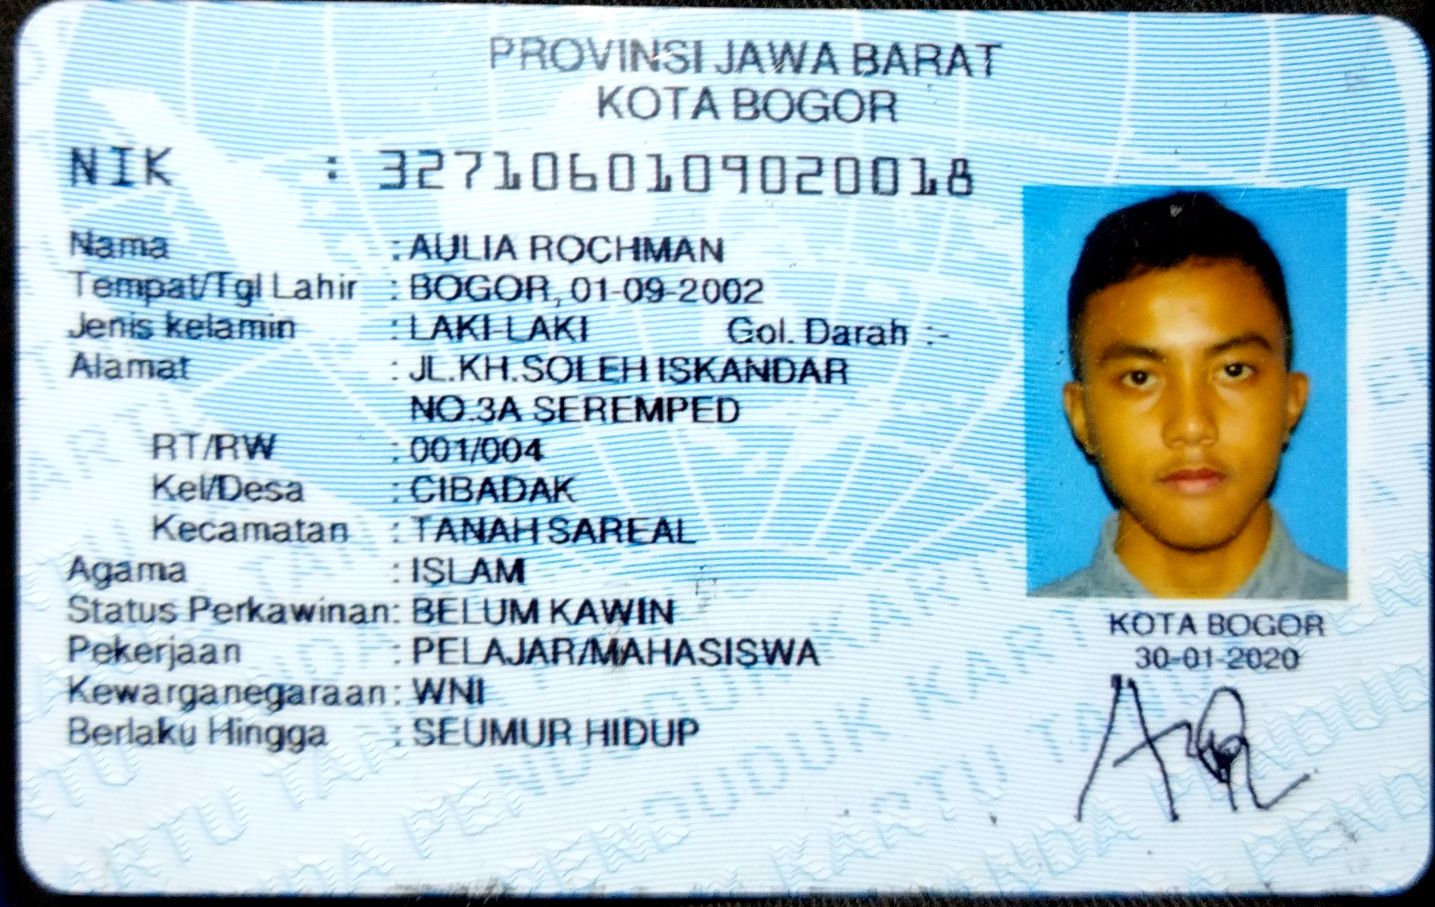 PROVINSI JAWA BARAT
KOTA BOGOR
NIK : 3271060109020018
Nama : AULIA ROCHMAN
Tempat/Tgl Lahir : BOGOR, 01-09-2002
Jenis kelamin : LAKI-LAKI Gol. Darah :-
Alamat : JL.KH.SOLEH ISKANDAR
NO.3A SEREMPED
RT/RW : 001/004
Kel/Desa : CIBADAK
Kecamatan : TANAH SAREAL
Agama : ISLAM
Status Perkawinan: BELUM KAWIN
Pekerjaan : PELAJAR/MAHASISWA
Kewarganegaraan: WNI
Berlaku Hingga : SEUMUR HIDUP
KOTA BOGOR
30-01-2020